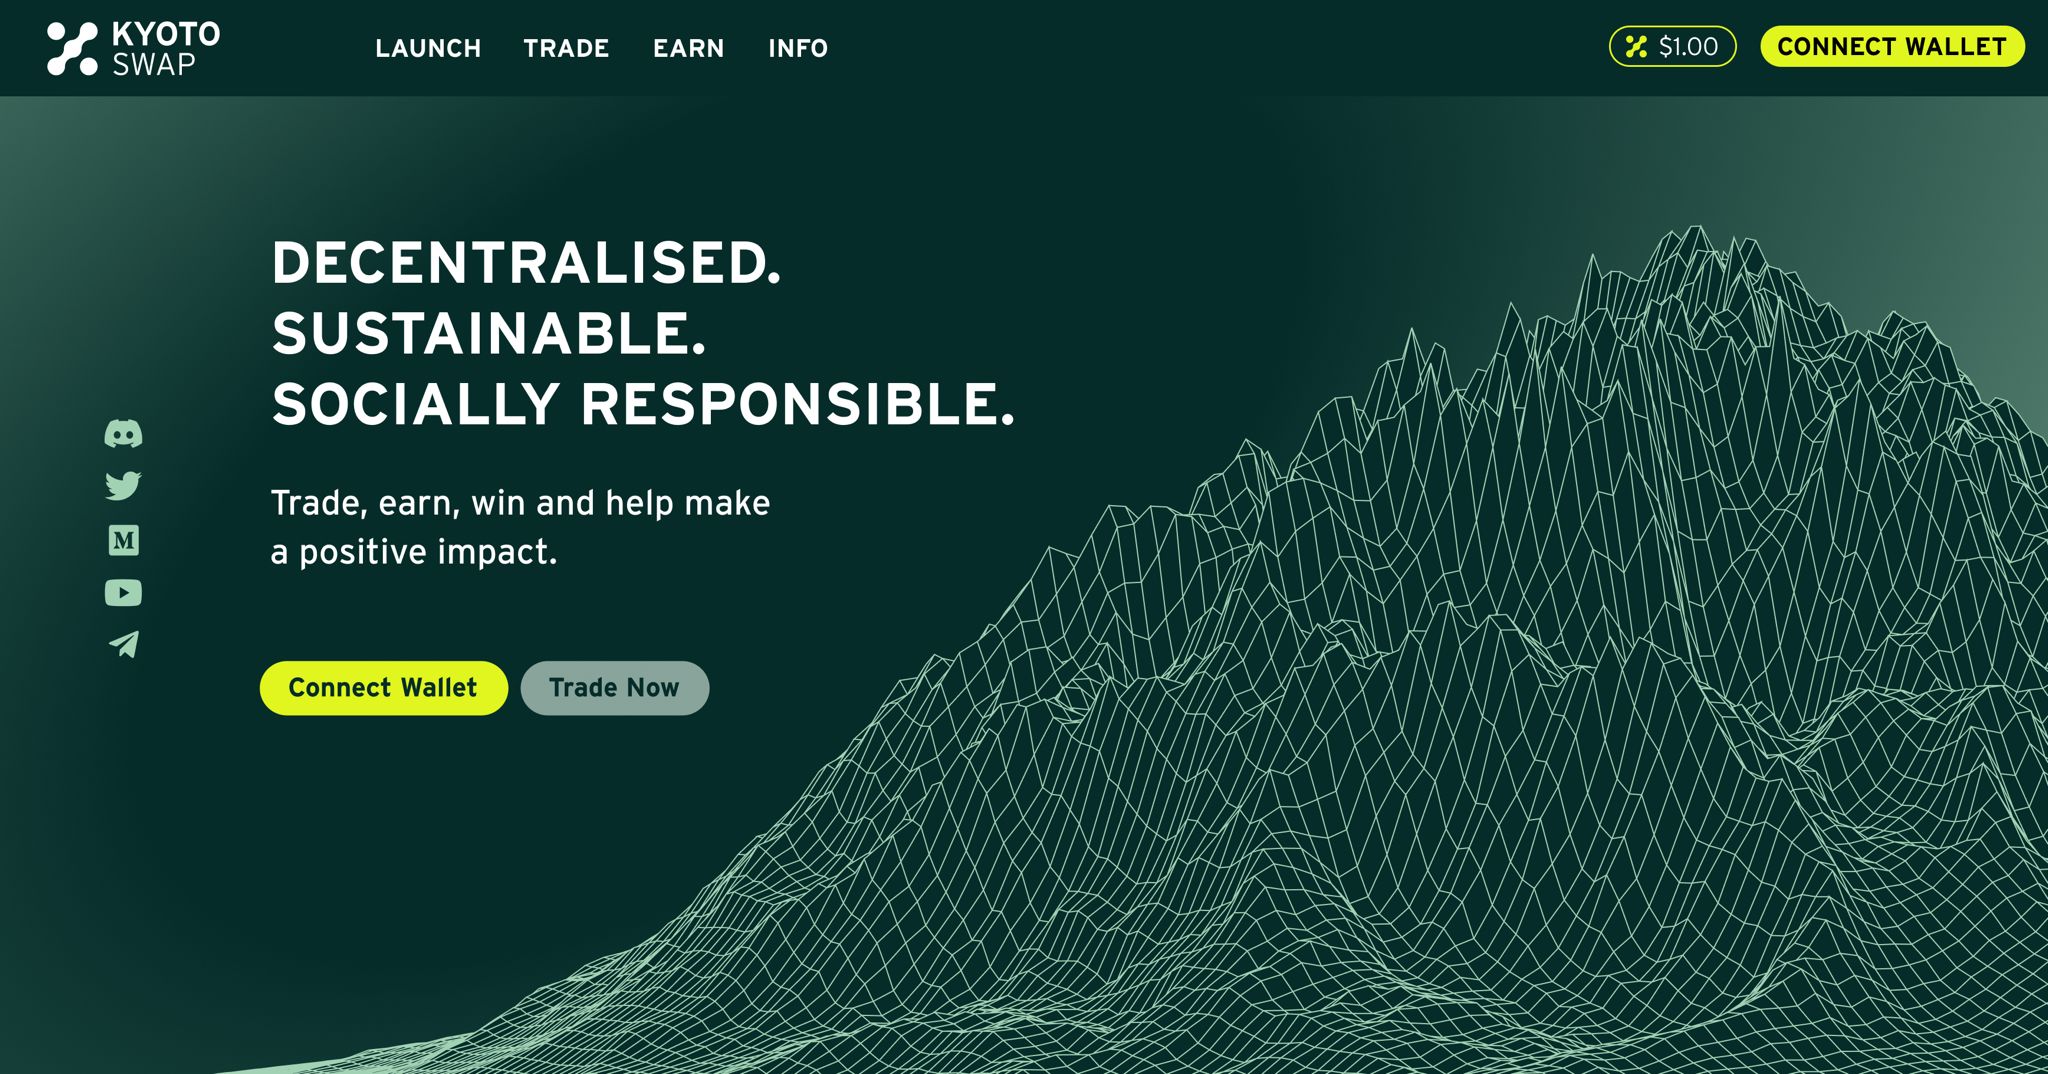 KYOTO
SWAP
LAUNCH
TRADE
EARN
INFO
$1.00
CONNECT WALLET
DECENTRALISED.
SUSTAINABLE.
SOCIALLY RESPONSIBLE.
Trade, earn, win and help make
a positive impact.
M
Connect Wallet
Trade Now